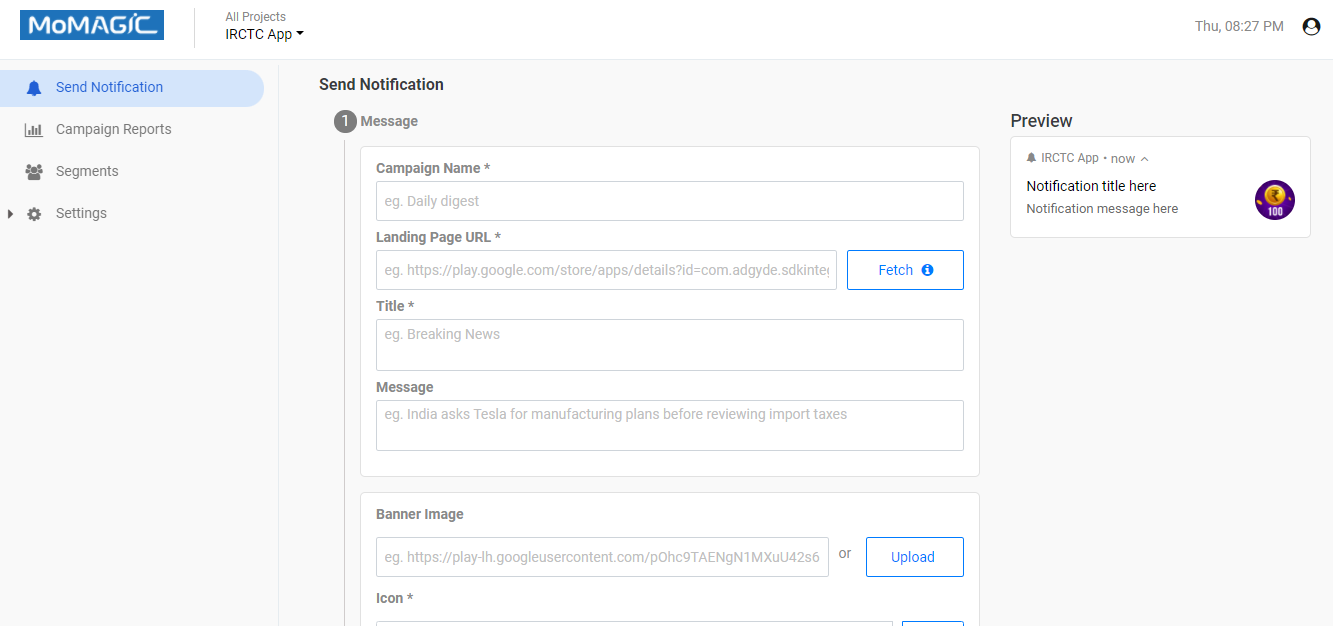 MoMAGIC
All Projects
IRCTC App
Thu, 08:27 PM
Send Notification
Campaign Reports
Segments
Settings
Send Notification
1 Message
Campaign Name *
eg. Daily digest
Landing Page URL *
eg. https://play.google.com/store/apps/details?id=com.adgyde.sdkinteg
Fetch
Title *
eg. Breaking News
Message
eg. India asks Tesla for manufacturing plans before reviewing import taxes
Banner Image
eg. https://play-lh.googleusercontent.com/pOhc9TAENgN1MXuU42s6
or
Upload
Icon *
Preview
IRCTC App • now
Notification title here
Notification message here
₹
100